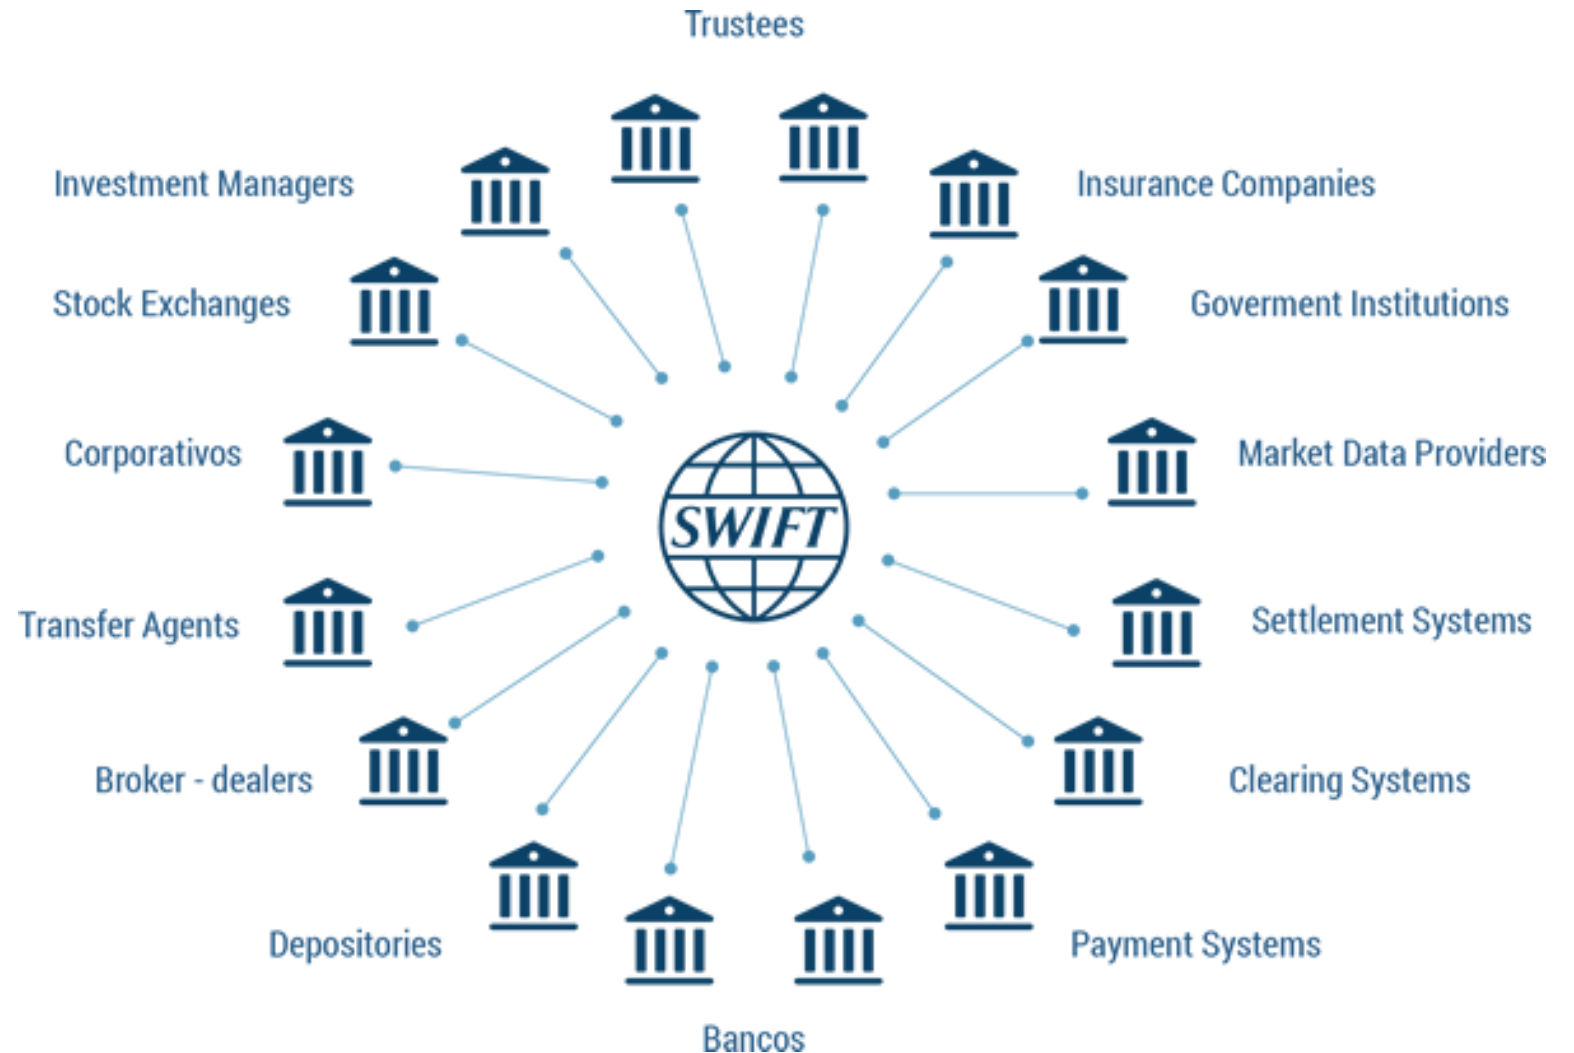 Trustees
Investment Managers
Insurance Companies
Stock Exchanges
Goverment Institutions
Corporativos
Market Data Providers
SWIFT
Transfer Agents
Settlement Systems
Broker - dealers
Clearing Systems
Depositories
Payment Systems
Bancos